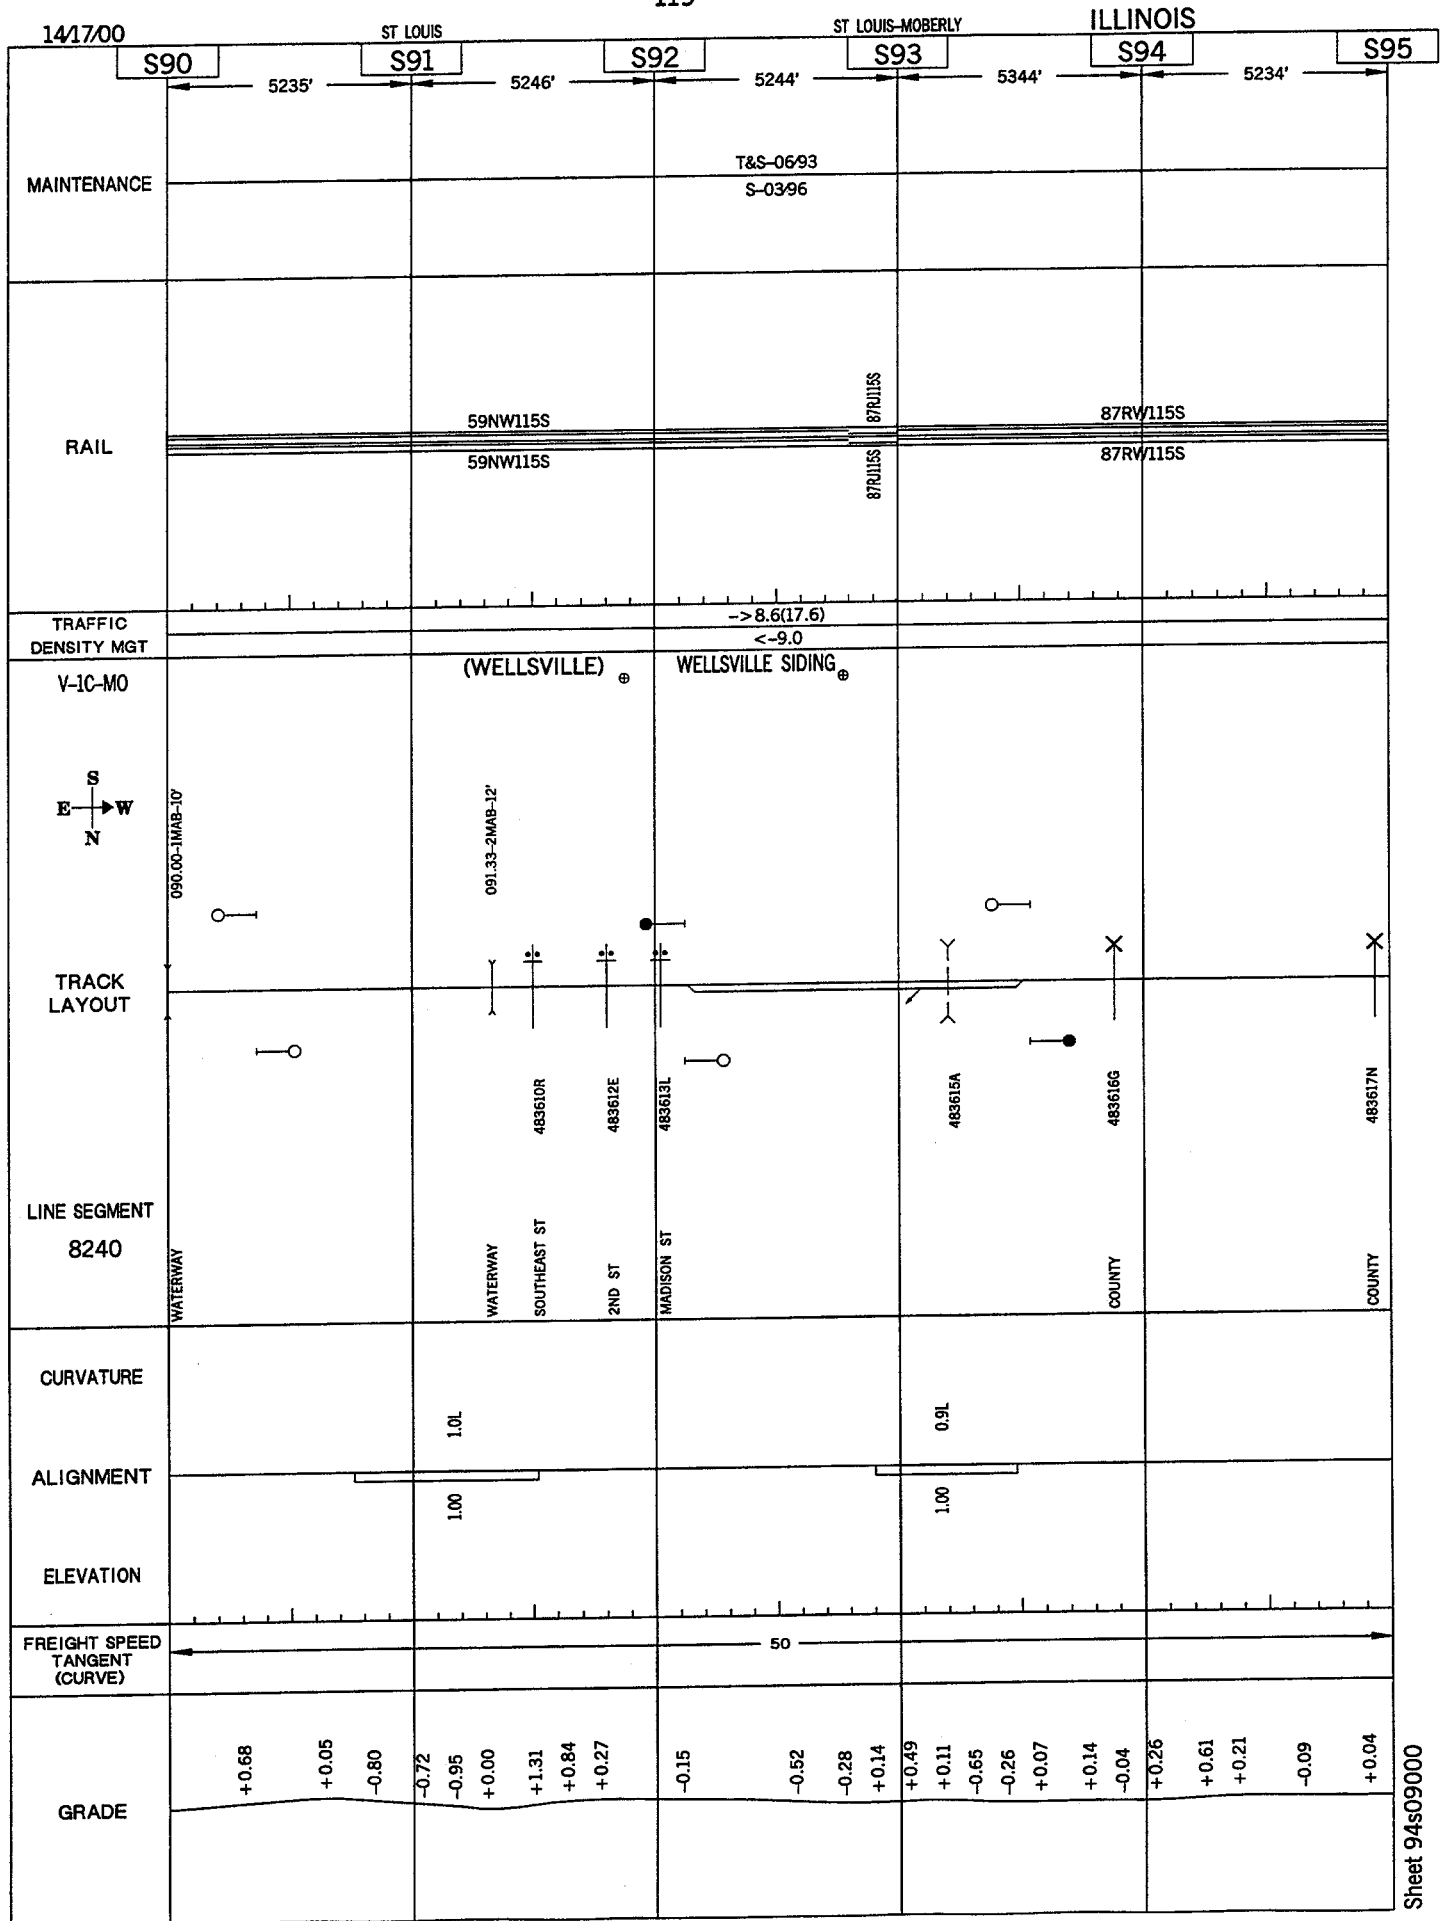 14/17/00
ST LOUIS
ST LOUIS-MOBERLY
ILLINOIS
S90 S91 S92 S93 S94 S95
5235' 5246' 5244' 5344' 5234'
MAINTENANCE
T&S-06/93
S-03/96
RAIL
59NW115S
59NW115S
87RJ115S
87RJ115S
87RW115S
87RW115S
TRAFFIC
DENSITY MGT
->8.6(17.6)
<-9.0
V-1C-MO
(WELLSVILLE)
WELLSVILLE SIDING
S
E W
N
090.00-1MAB-10'
091.33-2MAB-12'
TRACK
LAYOUT
483610R
483612E
483613L
483615A
483616G
483617N
LINE SEGMENT
8240
WATERWAY
WATERWAY
SOUTHEAST ST
2ND ST
MADISON ST
COUNTY
COUNTY
CURVATURE
1.0L
0.9L
ALIGNMENT
1.00
1.00
ELEVATION
FREIGHT SPEED
TANGENT
(CURVE)
50
GRADE
+0.68
+0.05
-0.80
-0.72
-0.95
+0.00
+1.31
+0.84
+0.27
-0.15
-0.52
-0.28
+0.14
+0.49
+0.11
-0.65
-0.26
+0.07
+0.14
-0.04
+0.26
+0.61
+0.21
-0.09
+0.04
Sheet 94s09000